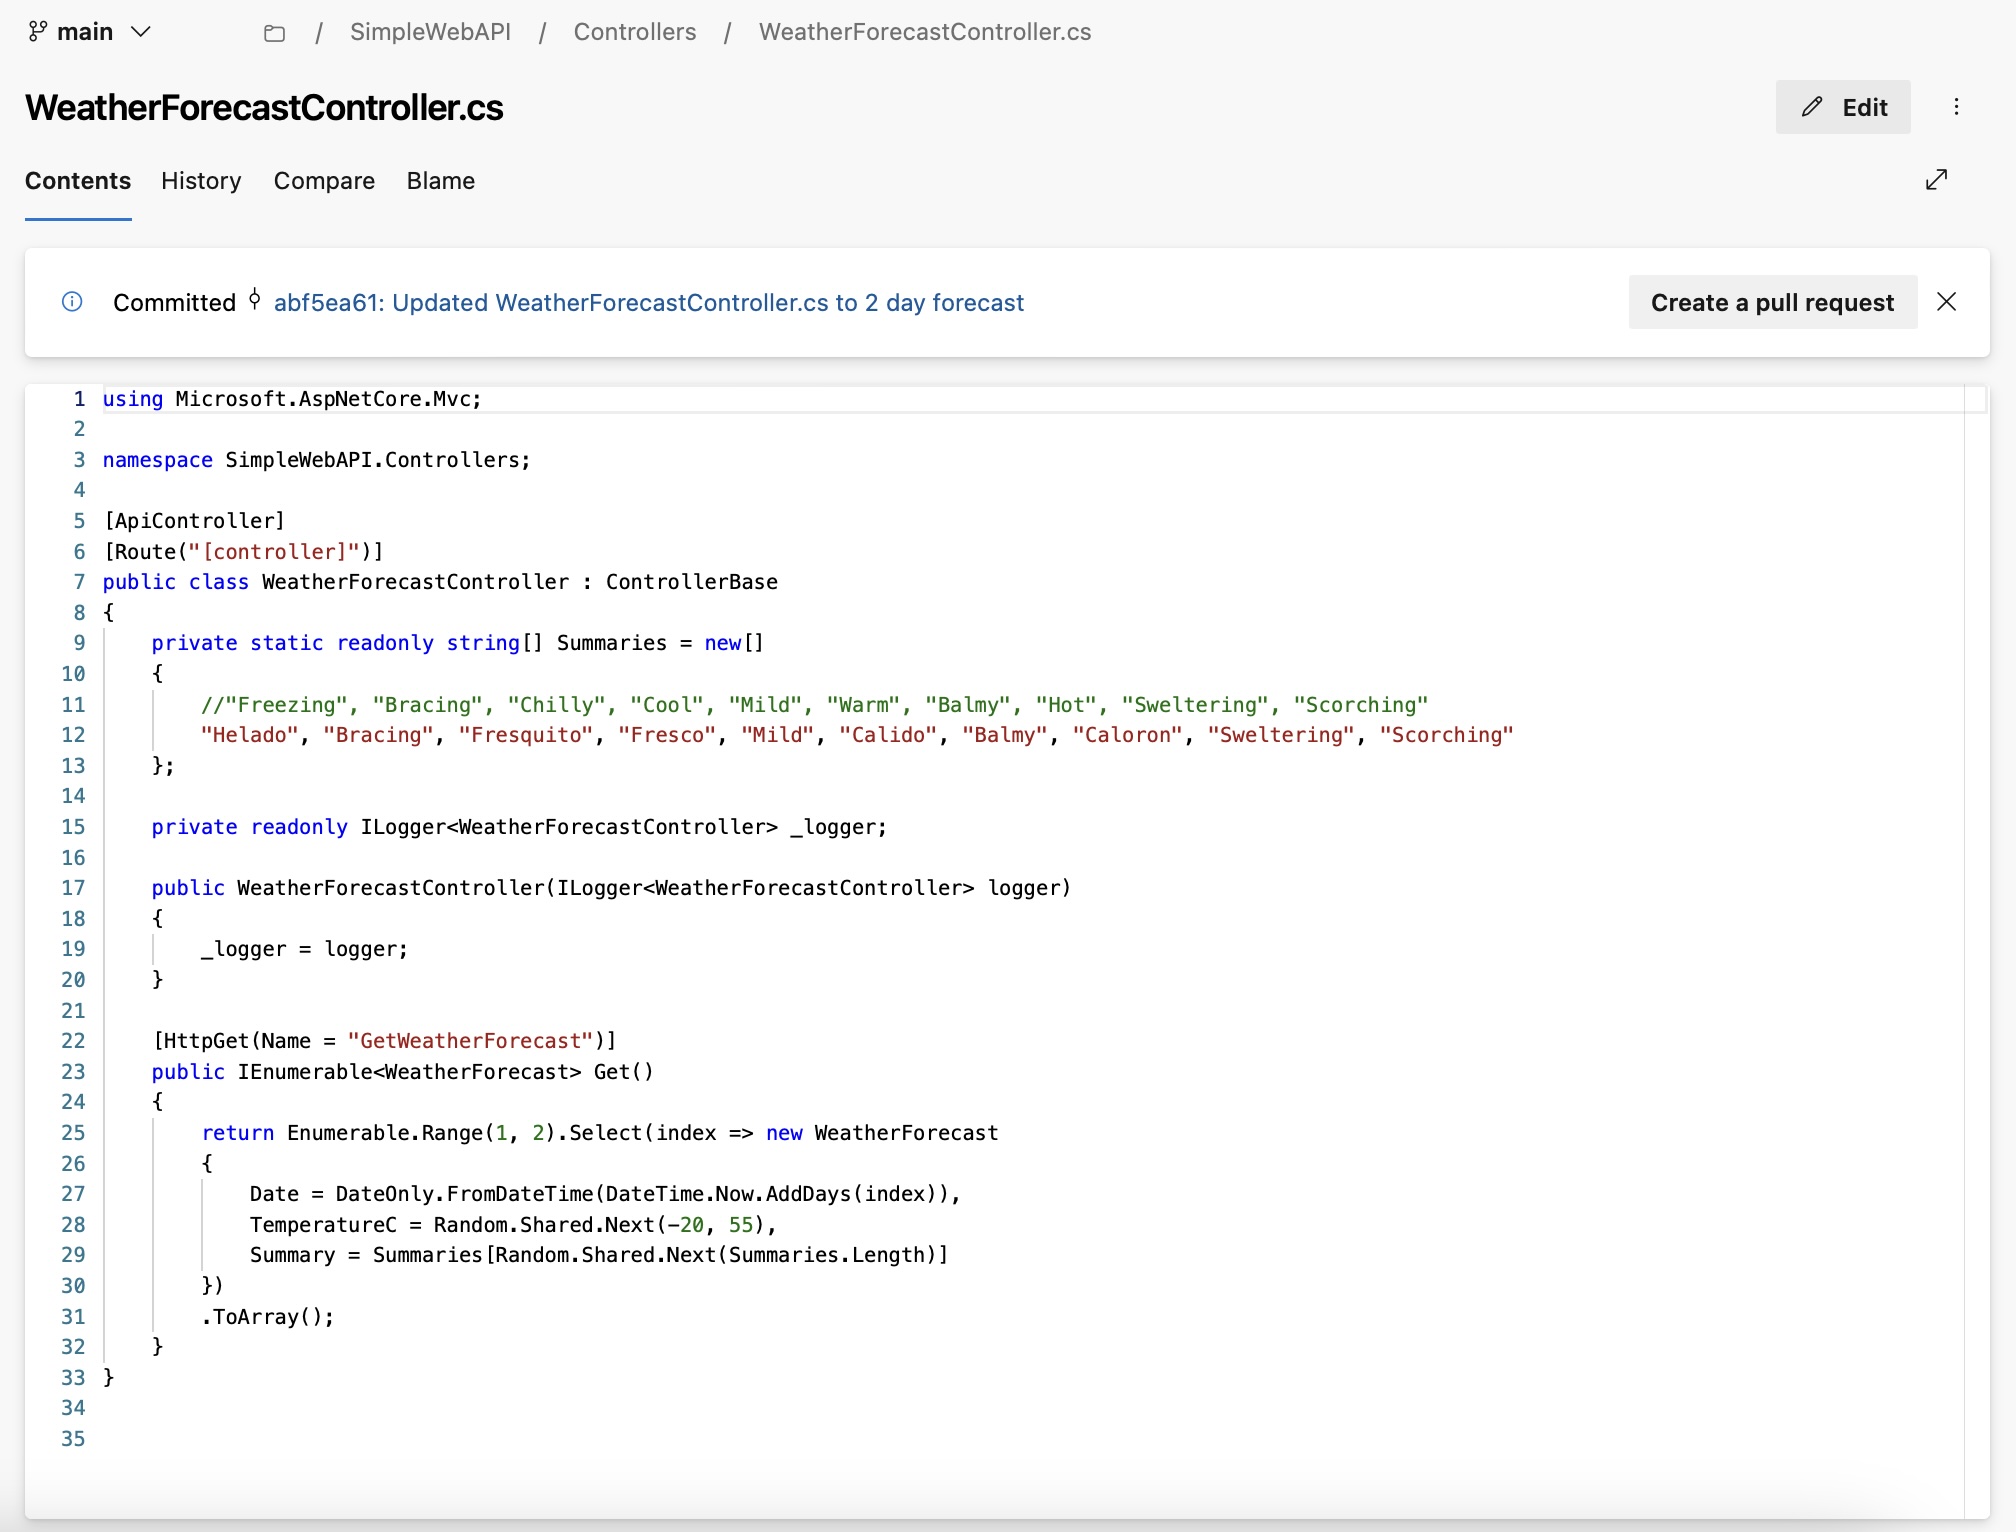 main
/ SimpleWebAPI / Controllers / WeatherForecastController.cs
WeatherForecastController.cs
Edit
Contents History Compare Blame
Committed abf5ea61: Updated WeatherForecastController.cs to 2 day forecast
Create a pull request
1 using Microsoft.AspNetCore.Mvc;
2
3 namespace SimpleWebAPI.Controllers;
4
5 [ApiController]
6 [Route("[controller]")]
7 public class WeatherForecastController : ControllerBase
8 {
9     private static readonly string[] Summaries = new[]
10     {
11         //"Freezing", "Bracing", "Chilly", "Cool", "Mild", "Warm", "Balmy", "Hot", "Sweltering", "Scorching"
12         "Helado", "Bracing", "Fresquito", "Fresco", "Mild", "Calido", "Balmy", "Caloron", "Sweltering", "Scorching"
13     };
14
15     private readonly ILogger<WeatherForecastController> _logger;
16
17     public WeatherForecastController(ILogger<WeatherForecastController> logger)
18     {
19         _logger = logger;
20     }
21
22     [HttpGet(Name = "GetWeatherForecast")]
23     public IEnumerable<WeatherForecast> Get()
24     {
25         return Enumerable.Range(1, 2).Select(index => new WeatherForecast
26         {
27             Date = DateOnly.FromDateTime(DateTime.Now.AddDays(index)),
28             TemperatureC = Random.Shared.Next(-20, 55),
29             Summary = Summaries[Random.Shared.Next(Summaries.Length)]
30         })
31         .ToArray();
32     }
33 }
34
35